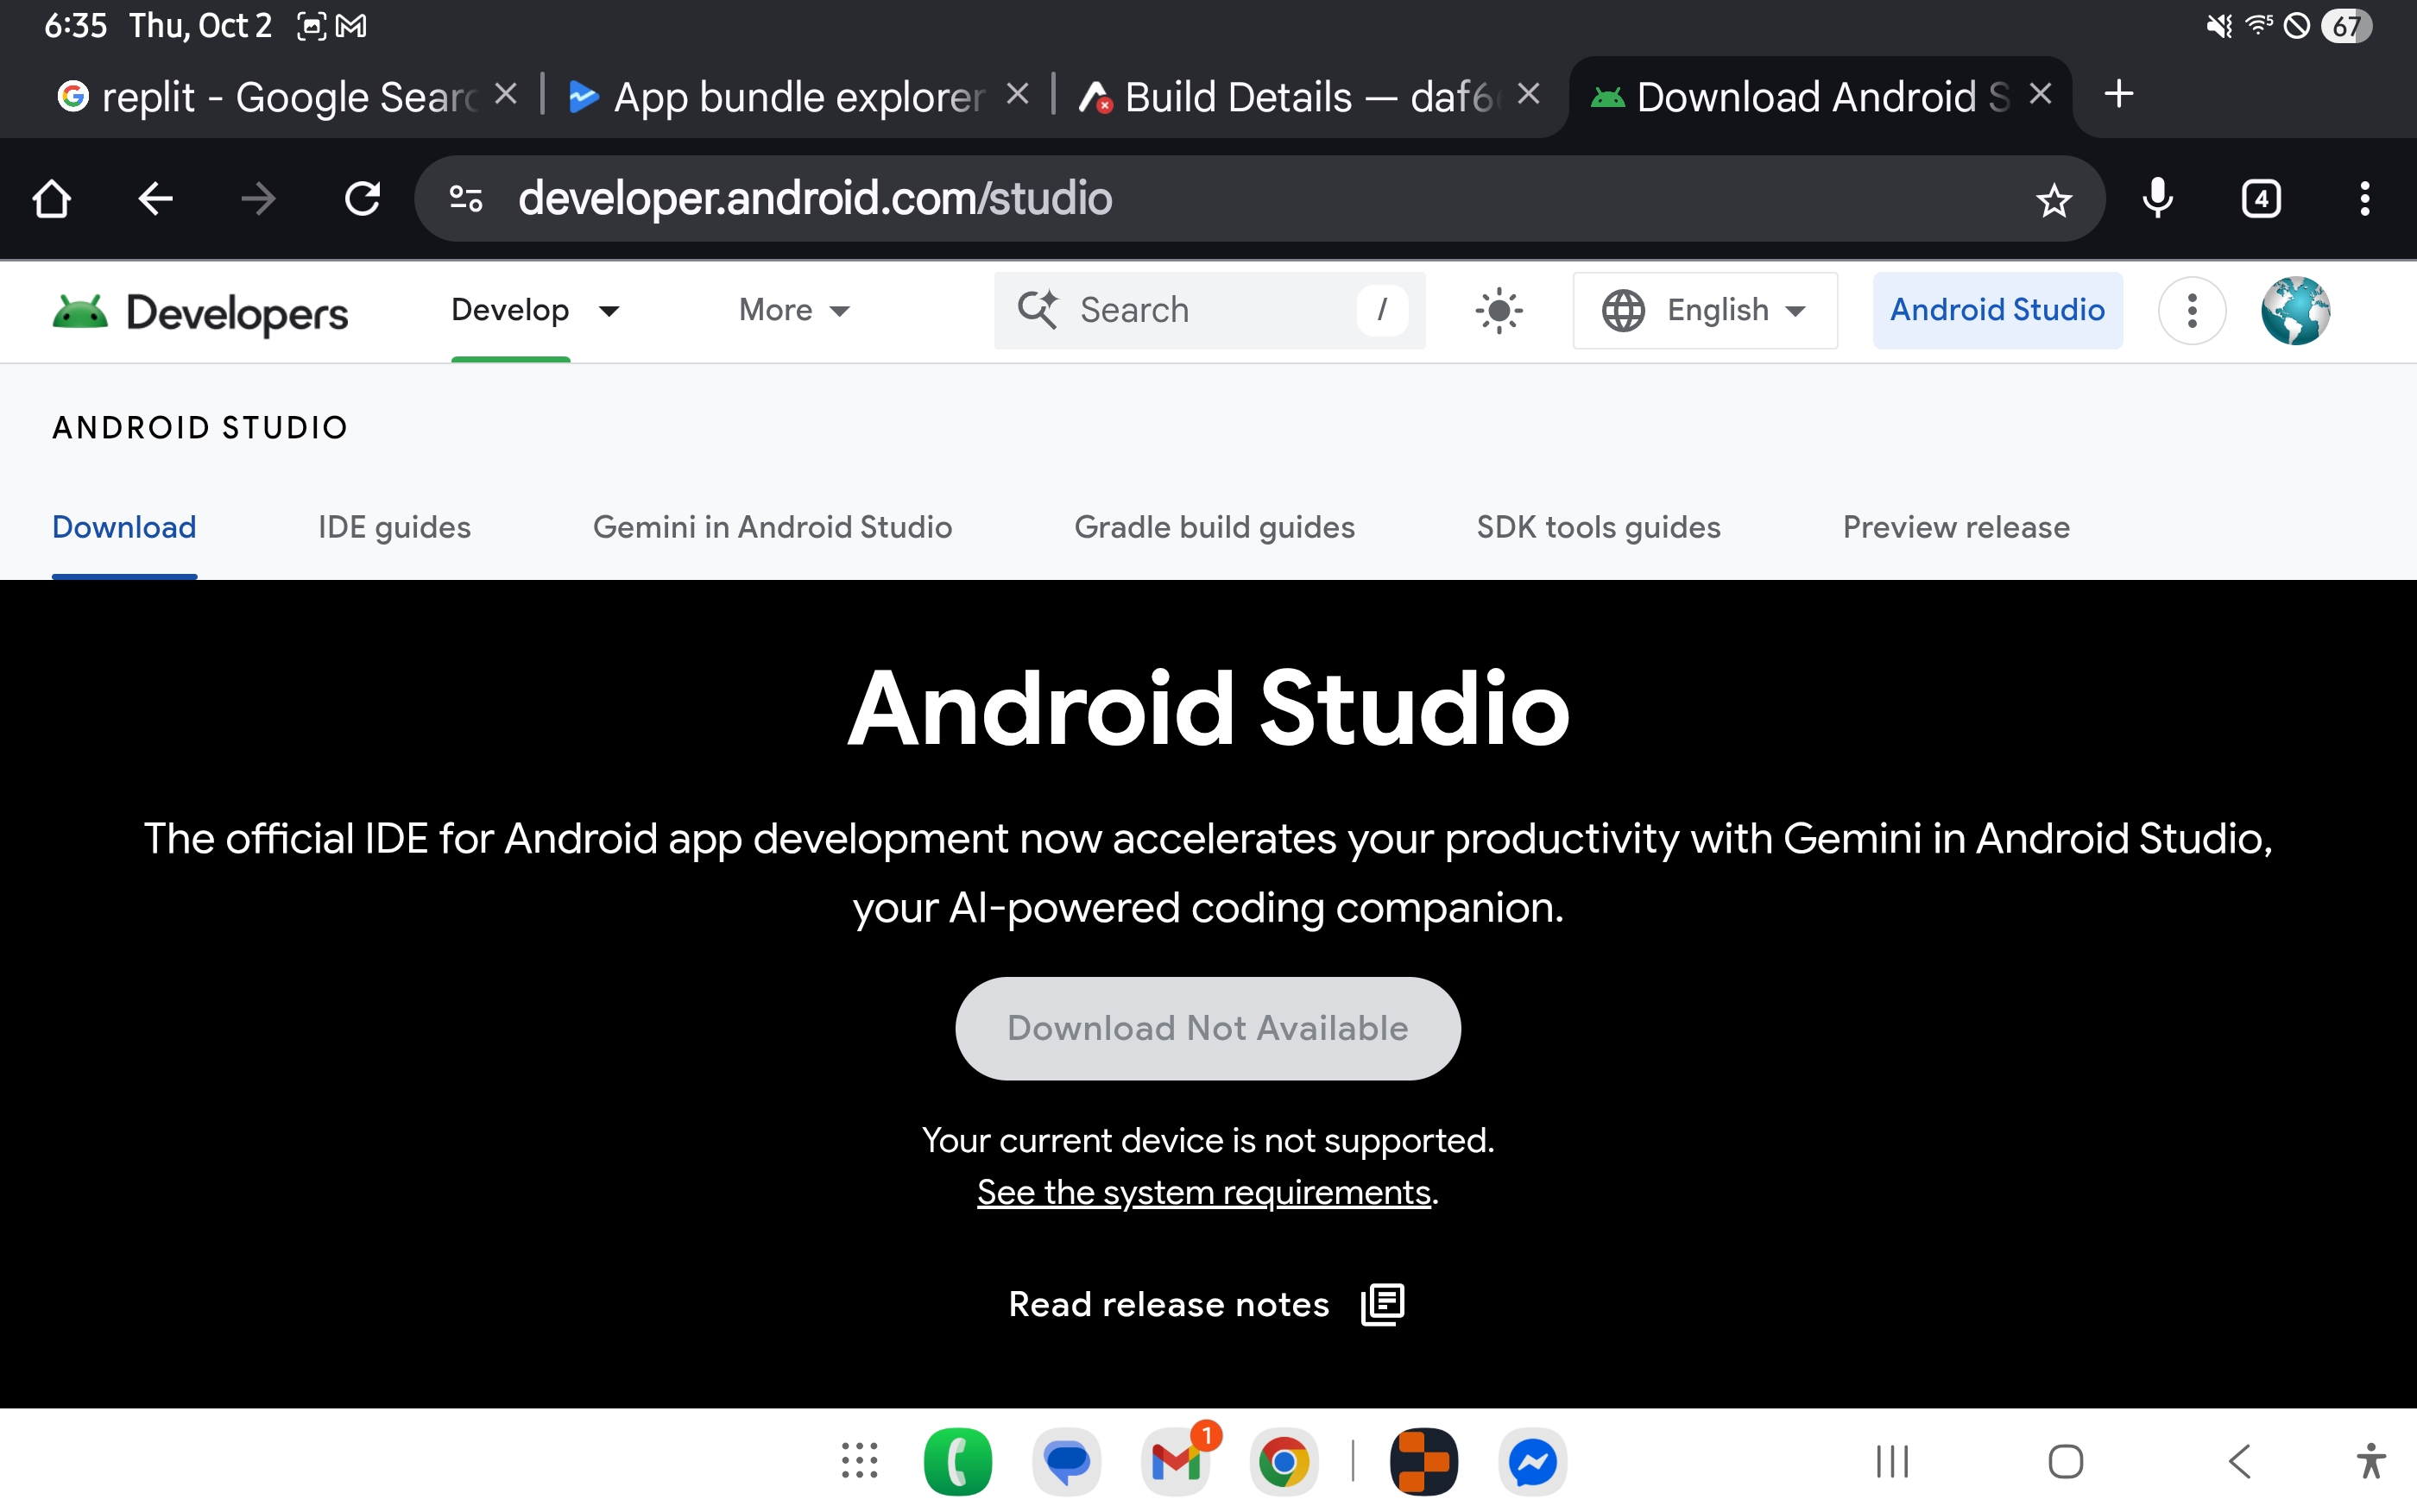 6:35 Thu, Oct 2
67
replit - Google Searc
App bundle explorer
Build Details — daf6
Download Android S
developer.android.com/studio
4
Developers
Develop
More
Search
/
English
Android Studio
ANDROID STUDIO
Download
IDE guides
Gemini in Android Studio
Gradle build guides
SDK tools guides
Preview release
Android Studio
The official IDE for Android app development now accelerates your productivity with Gemini in Android Studio,
your AI-powered coding companion.
Download Not Available
Your current device is not supported.
See the system requirements.
Read release notes
1